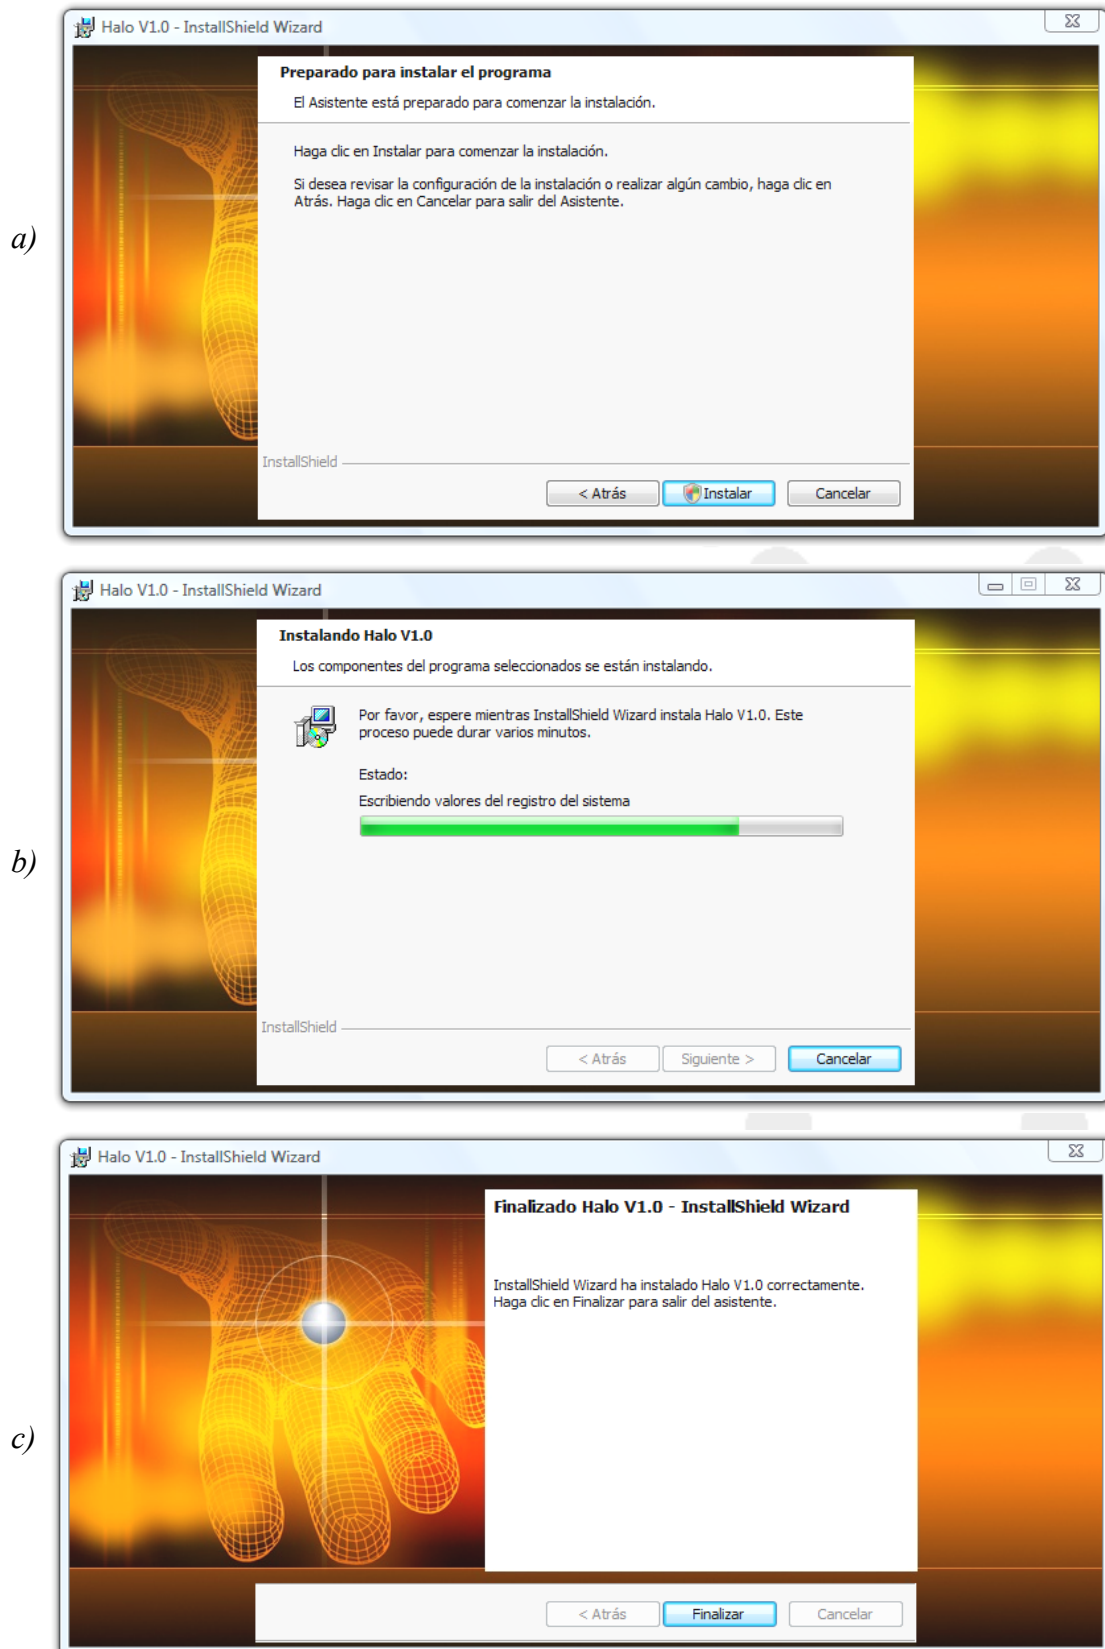 Halo V1.0 - InstallShield Wizard
Preparado para instalar el programa
El Asistente está preparado para comenzar la instalación.
Haga clic en Instalar para comenzar la instalación.
Si desea revisar la configuración de la instalación o realizar algún cambio, haga clic en
Atrás. Haga clic en Cancelar para salir del Asistente.
a)
InstallShield
< Atrás Instalar Cancelar
Halo V1.0 - InstallShield Wizard
Instalando Halo V1.0
Los componentes del programa seleccionados se están instalando.
Por favor, espere mientras InstallShield Wizard instala Halo V1.0. Este
proceso puede durar varios minutos.
Estado:
Escribiendo valores del registro del sistema
b)
InstallShield
< Atrás Siguiente > Cancelar
Halo V1.0 - InstallShield Wizard
Finalizado Halo V1.0 - InstallShield Wizard
InstallShield Wizard ha instalado Halo V1.0 correctamente.
Haga clic en Finalizar para salir del asistente.
c)
< Atrás Finalizar Cancelar